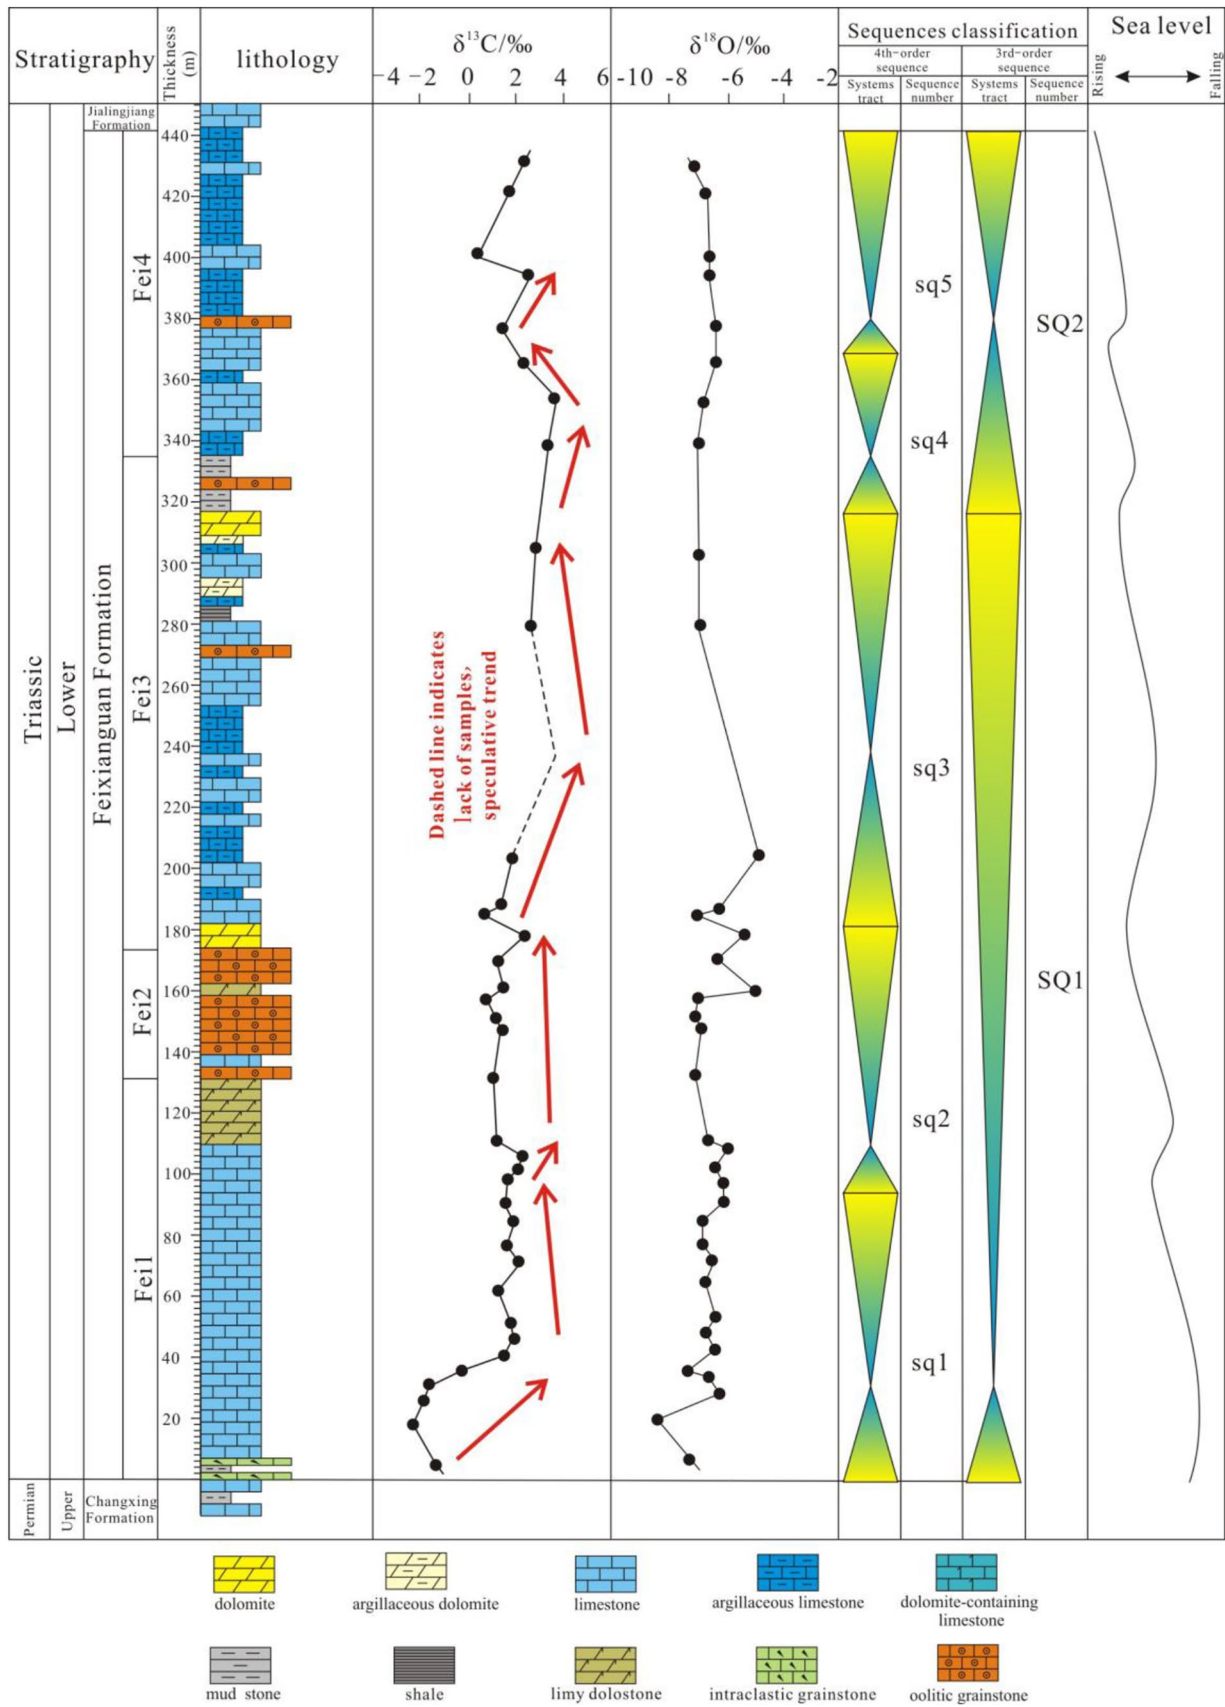 Stratigraphy
Thickness
(m)
lithology
δ¹³C/‰
−4 −2 0 2 4 6
δ¹⁸O/‰
-10 -8 -6 -4 -2
Sequences classification
4th-order
sequence
3rd-order
sequence
Systems
tract
Sequence
number
Systems
tract
Sequence
number
Sea level
Rising
Falling
Triassic
Lower
Feixianguan Formation
Jialingjiang
Formation
Fei4
Fei3
Fei2
Fei1
Permian
Upper
Changxing
Formation
440
420
400
380
360
340
320
300
280
260
240
220
200
180
160
140
120
100
80
60
40
20
Dashed line indicates
lack of samples,
speculative trend
sq5
sq4
sq3
sq2
sq1
SQ2
SQ1
dolomite
argillaceous dolomite
limestone
argillaceous limestone
dolomite-containing
limestone
mud stone
shale
limy dolostone
intraclastic grainstone
oolitic grainstone